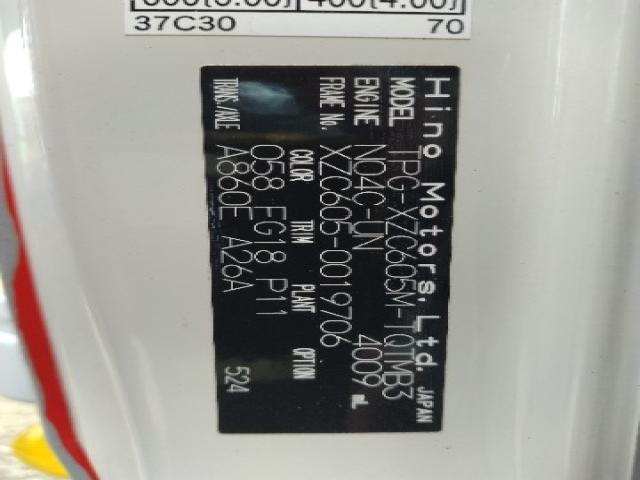 37C30 70
Hino Motors, Ltd. JAPAN
MODEL TPG-XZC605M-TQTMB3
ENGINE N04C-UN 4009 mL
FRAME No. XZC605-0019706
COLOR TRIM PLANT OPTION
058 EG18 P11
TRANS./AXLE A860E A26A 524